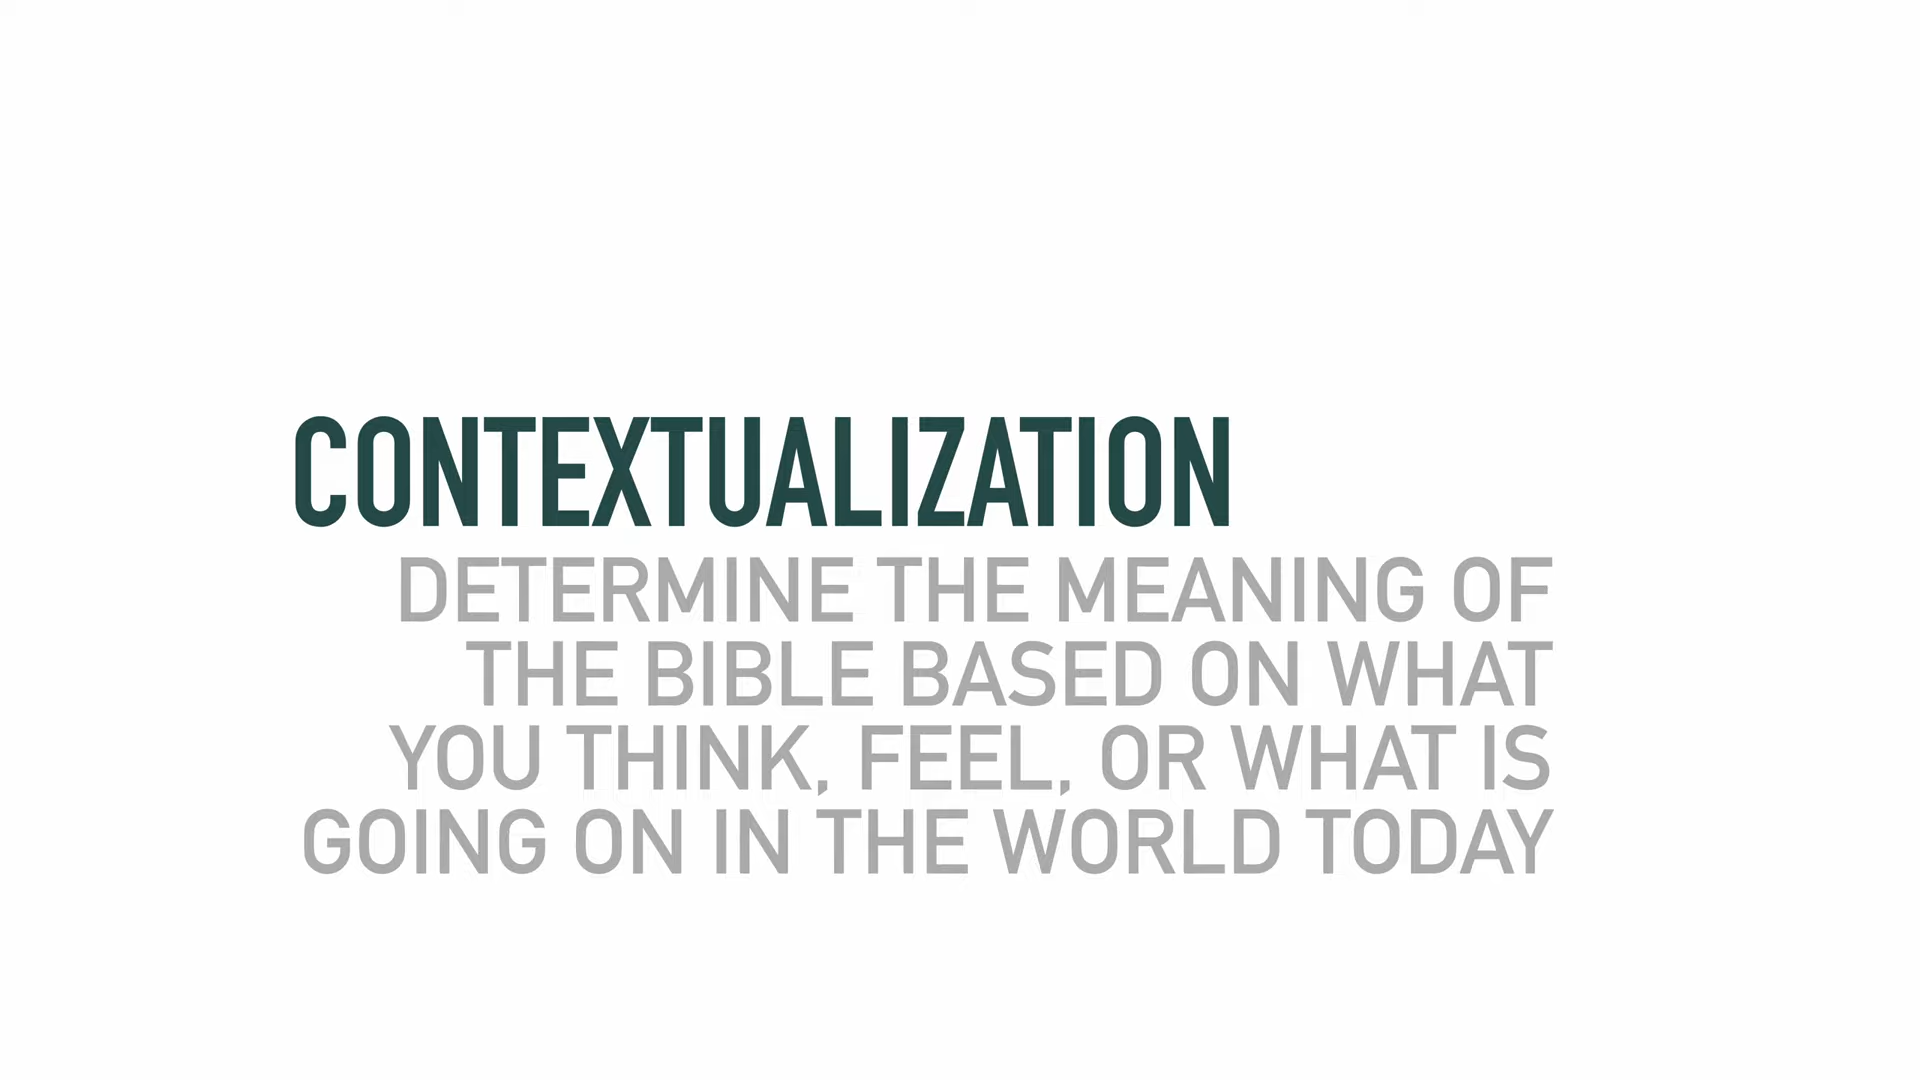 CONTEXTUALIZATION
DETERMINE THE MEANING OF
THE BIBLE BASED ON WHAT
YOU THINK, FEEL, OR WHAT IS
GOING ON IN THE WORLD TODAY